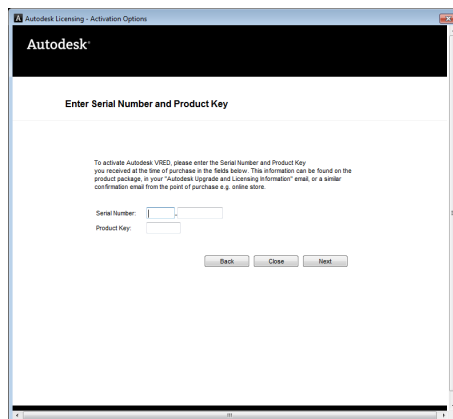 Autodesk Licensing - Activation Options
Autodesk®
Enter Serial Number and Product Key
To activate Autodesk VRED, please enter the Serial Number and Product Key
you received at the time of purchase in the fields below. This information can be found on the
product package, in your "Autodesk Upgrade and Licensing Information" email, or a similar
confirmation email from the point of purchase e.g. online store.
Serial Number: -
Product Key:
Back Close Next